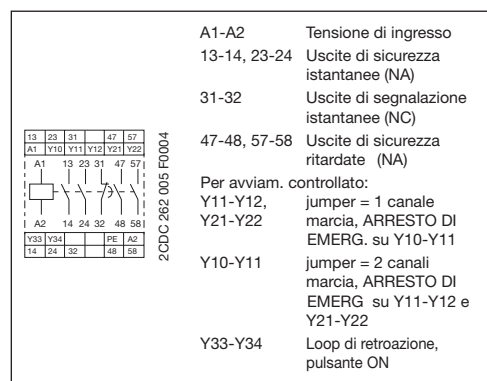 A1-A2 Tensione di ingresso
13-14, 23-24 Uscite di sicurezza
istantanee (NA)
31-32 Uscite di segnalazione
istantanee (NC)
47-48, 57-58 Uscite di sicurezza
ritardate (NA)
Per avviam. controllato:
Y11-Y12, jumper = 1 canale
Y21-Y22 marcia, ARRESTO DI
EMERG. su Y10-Y11
Y10-Y11 jumper = 2 canali
marcia, ARRESTO DI
EMERG su Y11-Y12 e
Y21-Y22
Y33-Y34 Loop di retroazione,
pulsante ON
13 23 31 47 57
A1 Y10 Y11 Y12 Y21 Y22
A1 13 23 31 47 57
A2 14 24 32 48 58
Y33 Y34 PE A2
14 24 32 48 58
2CDC 262 005 F0004